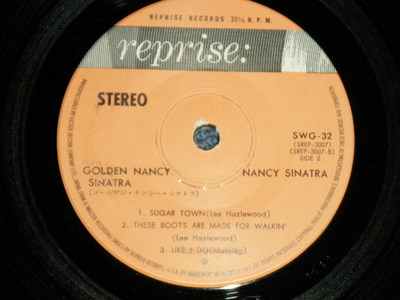 REPRISE RECORDS 33⅓ R.P.M.
reprise:
STEREO
SWG-32
(SREP-3007)
(SREP-3007-B)
SIDE 2
GOLDEN NANCY SINATRA
(ゴールデン・ナンシー・シナトラ)
NANCY SINATRA
1. SUGAR TOWN (Lee Hazlewood)
2. THESE BOOTS ARE MADE FOR WALKIN'
(Lee Hazlewood)
3. LIKE I DO (Maining)